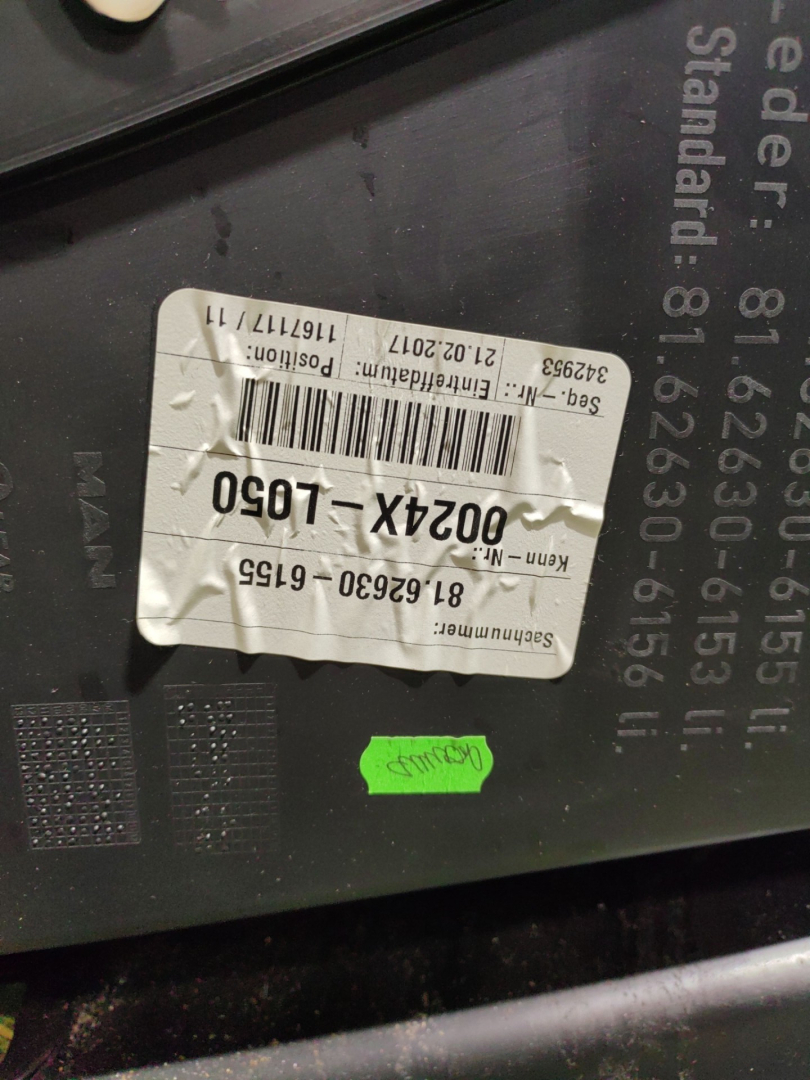 Sachnummer:
81.62630-6155
Kenn-Nr.:
0024X-L050
Seq.-Nr.:
342953
Eintreffdatum:
21.02.2017
Position:
1167117 / 11
Standard: 81.62630-6156 li.
81.62630-6153 li.
81.62630-6155 li.
MAN